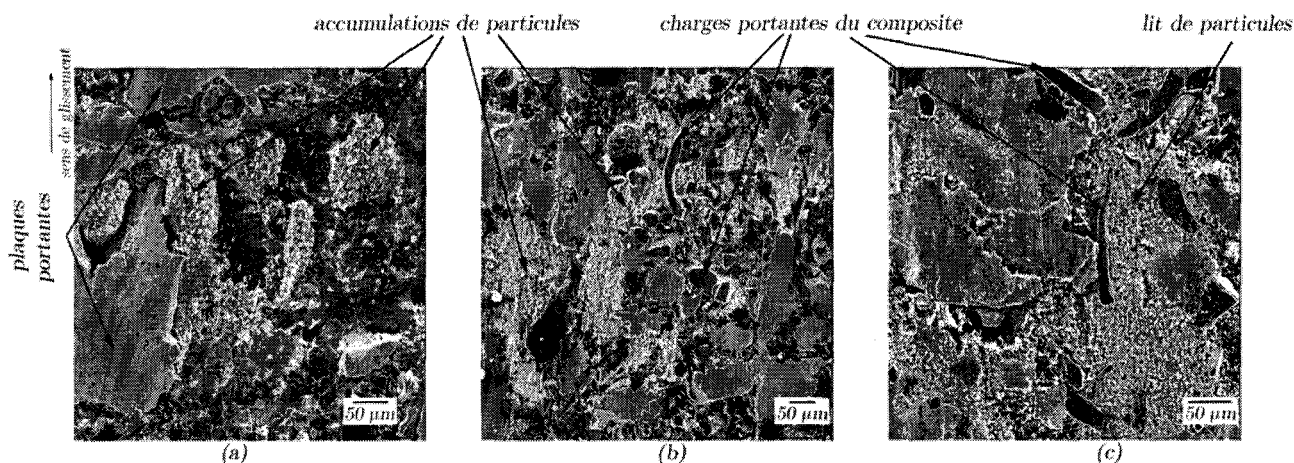 accumulations de particules
charges portantes du composite
lit de particules
sens de glissement
plaques
portantes
50 μm
50 μm
50 μm
(a)
(b)
(c)